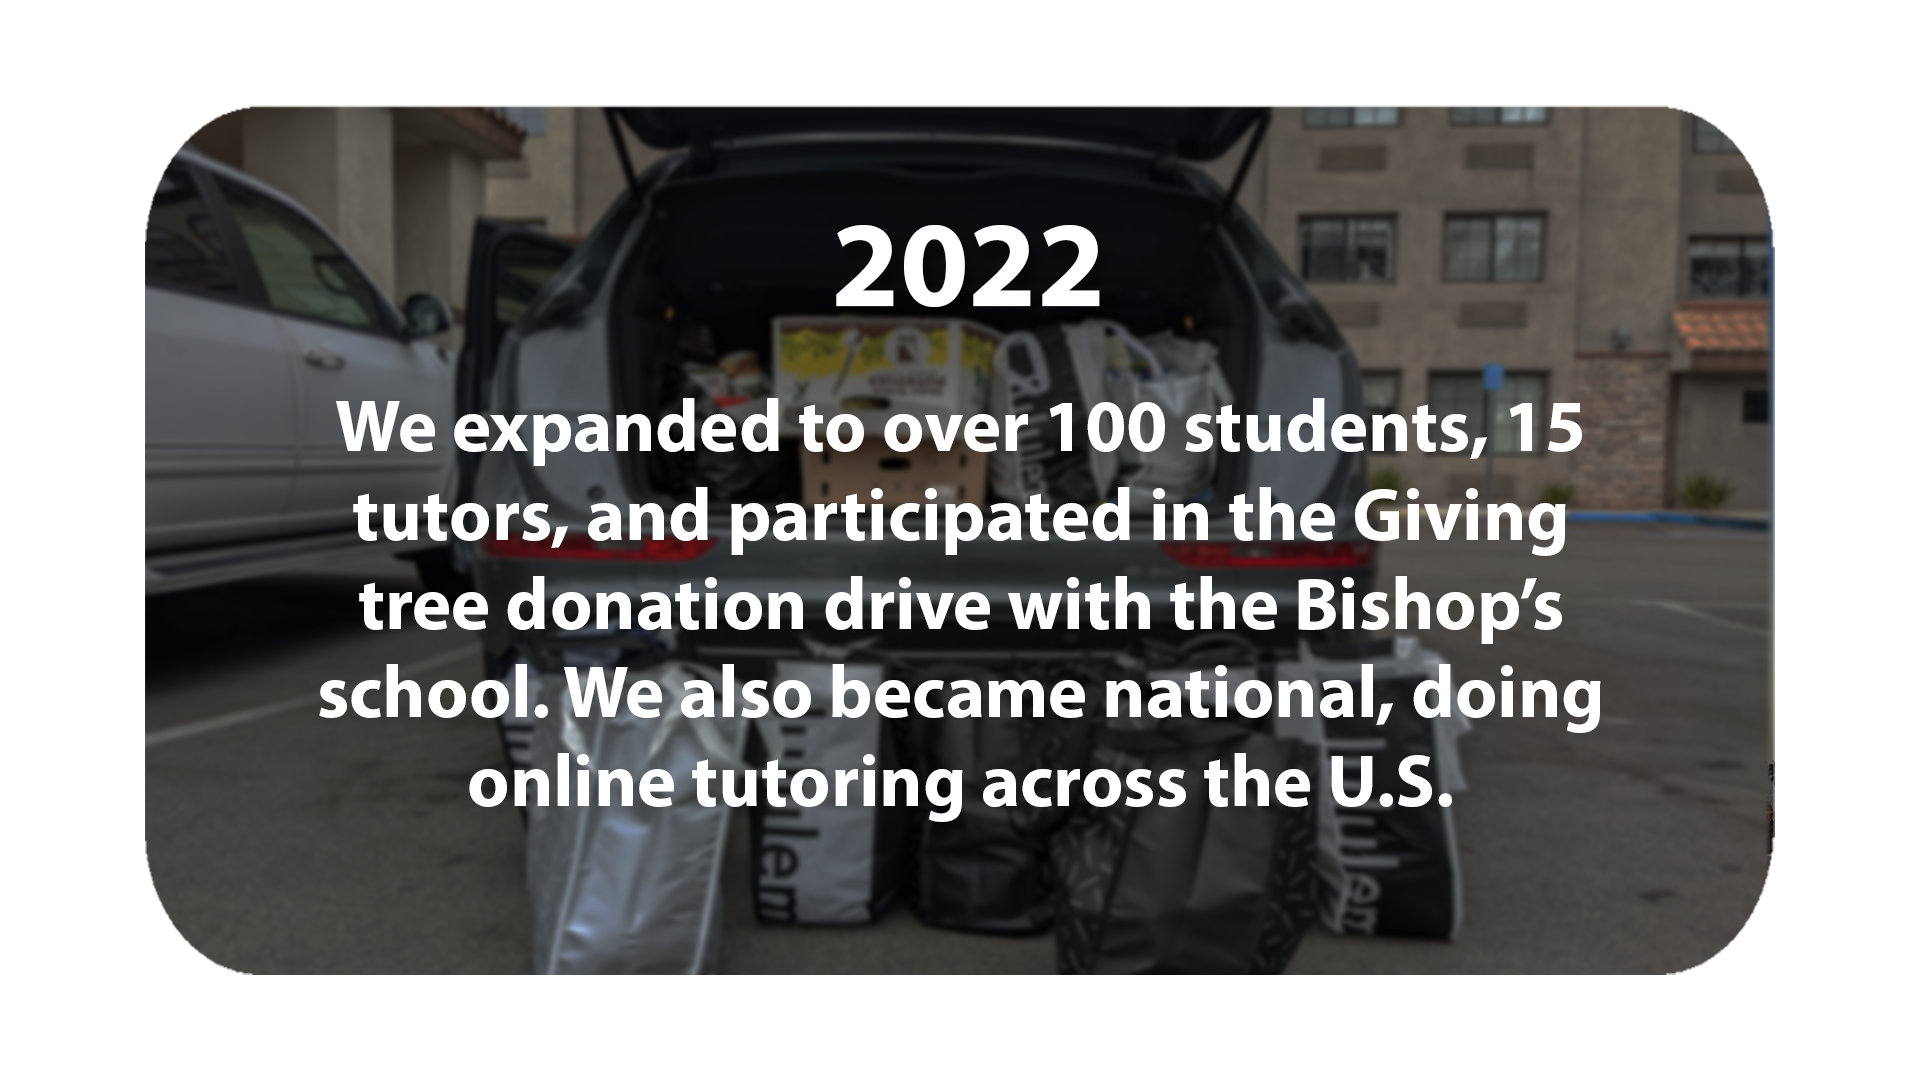 2022
We expanded to over 100 students, 15
tutors, and participated in the Giving
tree donation drive with the Bishop’s
school. We also became national, doing
online tutoring across the U.S.